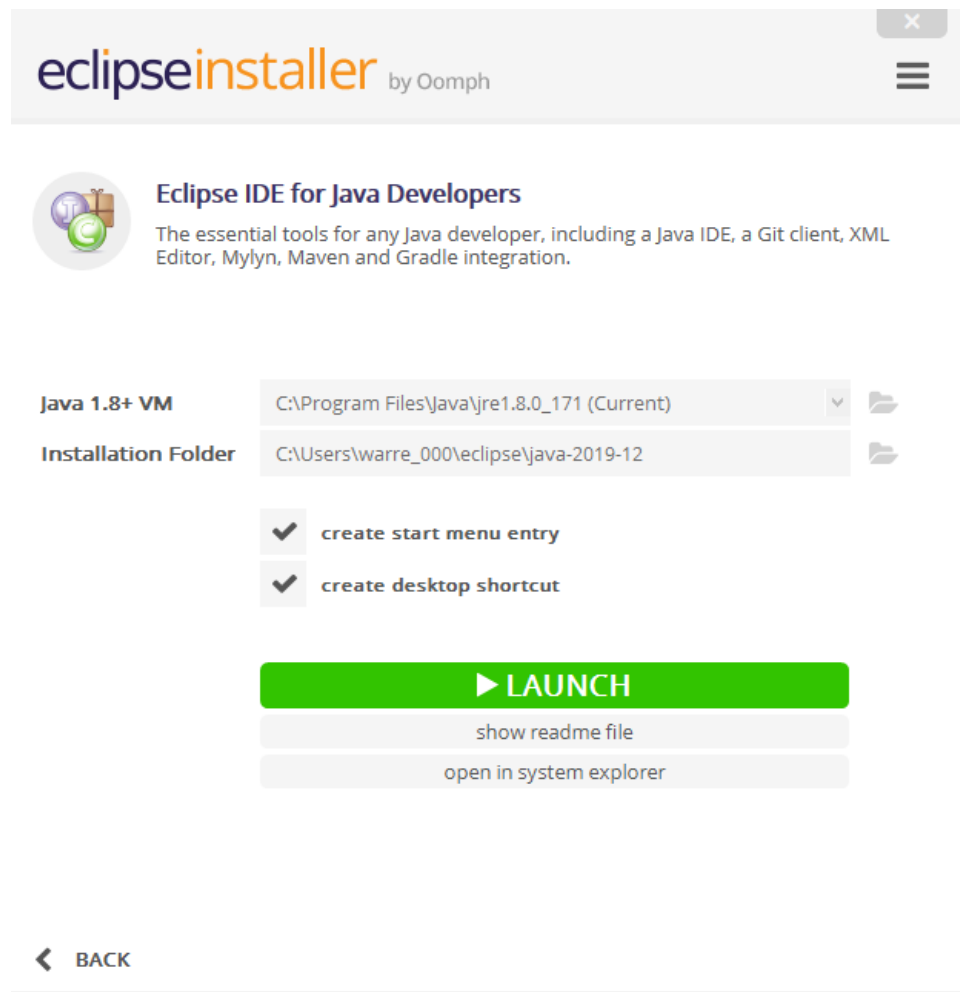 eclipseinstaller by Oomph
Eclipse IDE for Java Developers
The essential tools for any Java developer, including a Java IDE, a Git client, XML
Editor, Mylyn, Maven and Gradle integration.
Java 1.8+ VM C:\Program Files\Java\jre1.8.0_171 (Current)
Installation Folder C:\Users\warre_000\eclipse\java-2019-12
create start menu entry
create desktop shortcut
LAUNCH
show readme file
open in system explorer
BACK